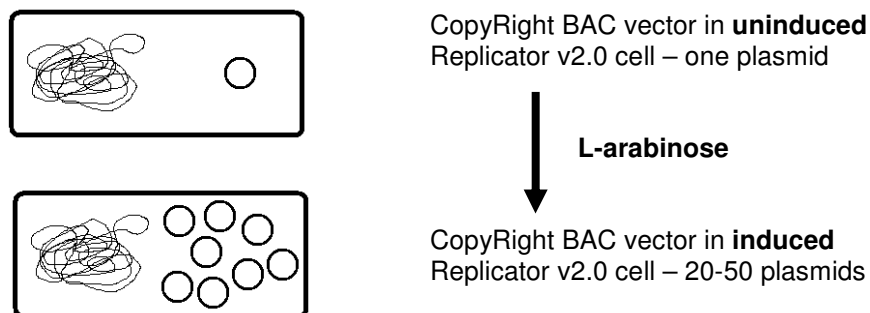 CopyRight BAC vector in uninduced
Replicator v2.0 cell – one plasmid
L-arabinose
CopyRight BAC vector in induced
Replicator v2.0 cell – 20-50 plasmids